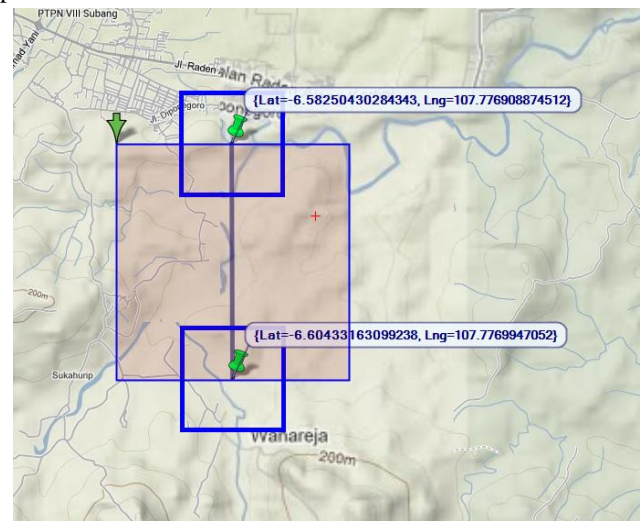 PTPN VIII Subang
Jl. Raden
Jl. Diponegoro
{Lat=-6.58250430284343, Lng=107.776908874512}
{Lat=-6.60433163099238, Lng=107.7769947052}
200m
Sukahurip
Wanareja
200m